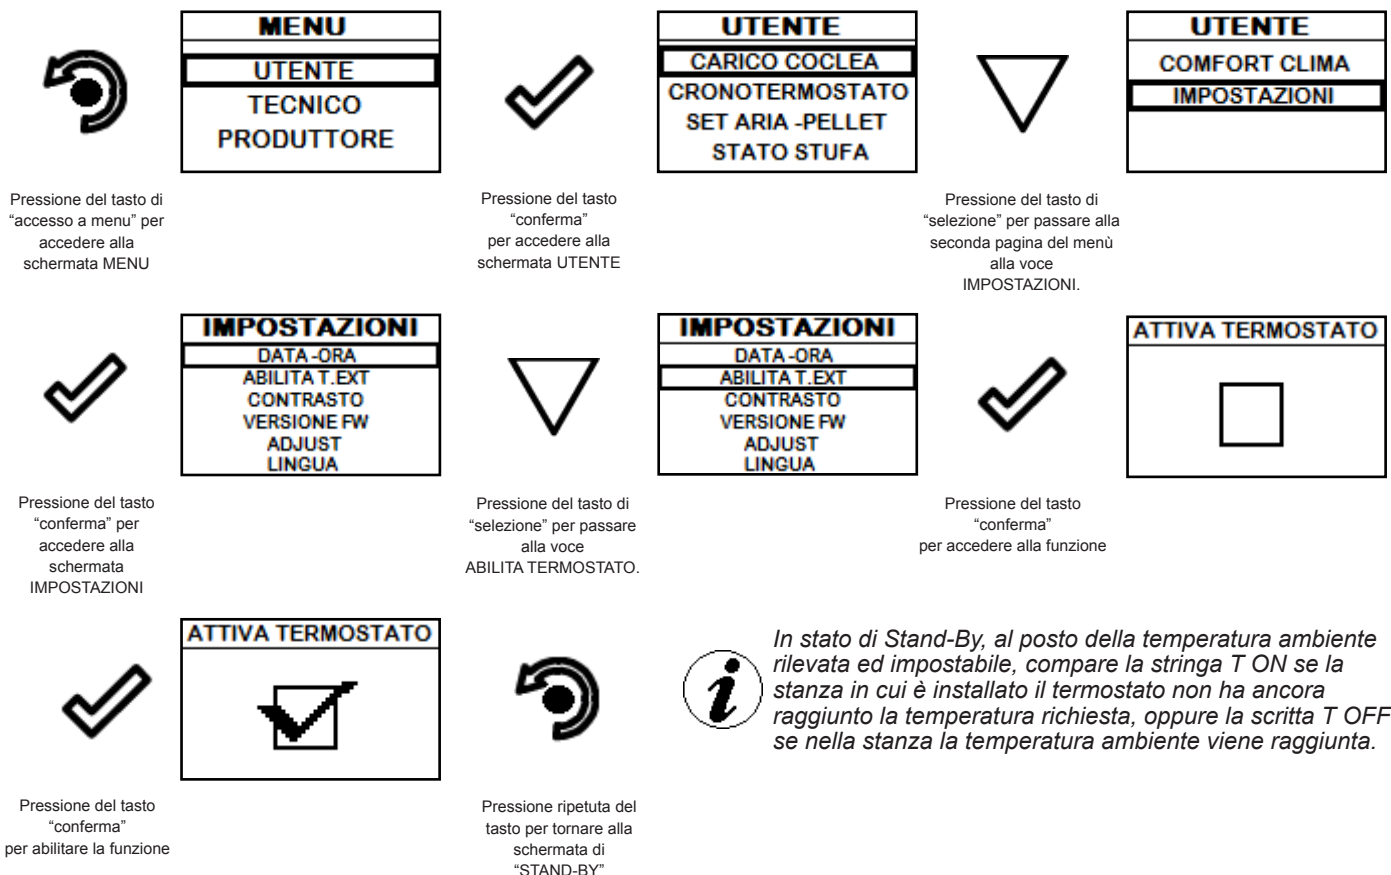 MENU
UTENTE
TECNICO
PRODUTTORE
UTENTE
CARICO COCLEA
CRONOTERMOSTATO
SET ARIA -PELLET
STATO STUFA
UTENTE
COMFORT CLIMA
IMPOSTAZIONI
Pressione del tasto di
“accesso a menu” per
accedere alla
schermata MENU
Pressione del tasto
“conferma”
per accedere alla
schermata UTENTE
Pressione del tasto di
“selezione” per passare alla
seconda pagina del menù
alla voce
IMPOSTAZIONI.
IMPOSTAZIONI
DATA -ORA
ABILITA T.EXT
CONTRASTO
VERSIONE FW
ADJUST
LINGUA
IMPOSTAZIONI
DATA -ORA
ABILITA T.EXT
CONTRASTO
VERSIONE FW
ADJUST
LINGUA
ATTIVA TERMOSTATO
Pressione del tasto
“conferma” per
accedere alla
schermata
IMPOSTAZIONI
Pressione del tasto di
“selezione” per passare
alla voce
ABILITA TERMOSTATO.
Pressione del tasto
“conferma”
per accedere alla funzione
ATTIVA TERMOSTATO
In stato di Stand-By, al posto della temperatura ambiente
rilevata ed impostabile, compare la stringa T ON se la
stanza in cui è installato il termostato non ha ancora
raggiunto la temperatura richiesta, oppure la scritta T OFF
se nella stanza la temperatura ambiente viene raggiunta.
Pressione del tasto
“conferma”
per abilitare la funzione
Pressione ripetuta del
tasto per tornare alla
schermata di
“STAND-BY”